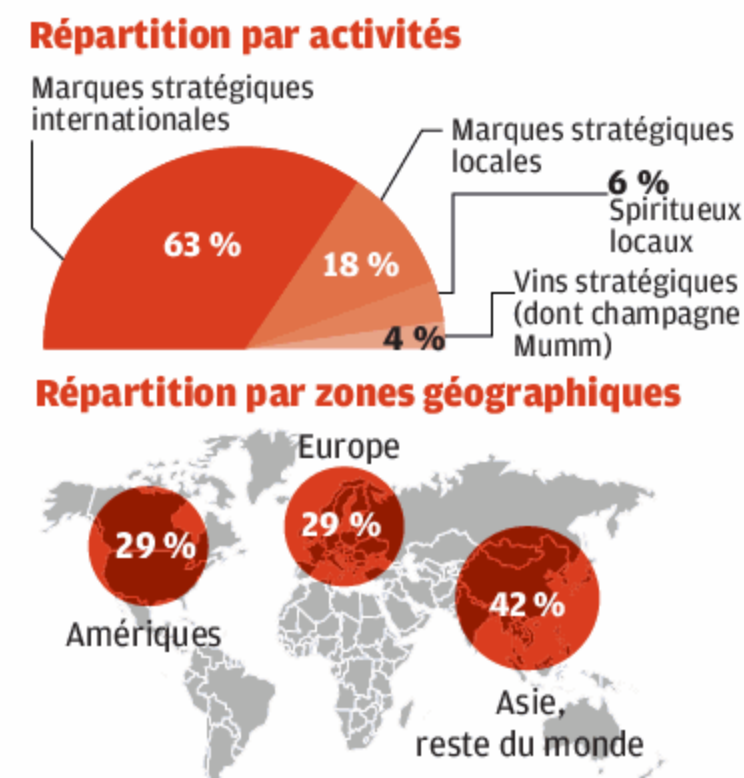 Répartition par activités
Marques stratégiques
internationales
63 %
Marques stratégiques
locales
18 %
6 %
Spiritueux
locaux
Vins stratégiques
(dont champagne
Mumm)
4 %
Répartition par zones géographiques
Europe
29 %
29 %
Amériques
42 %
Asie,
reste du monde